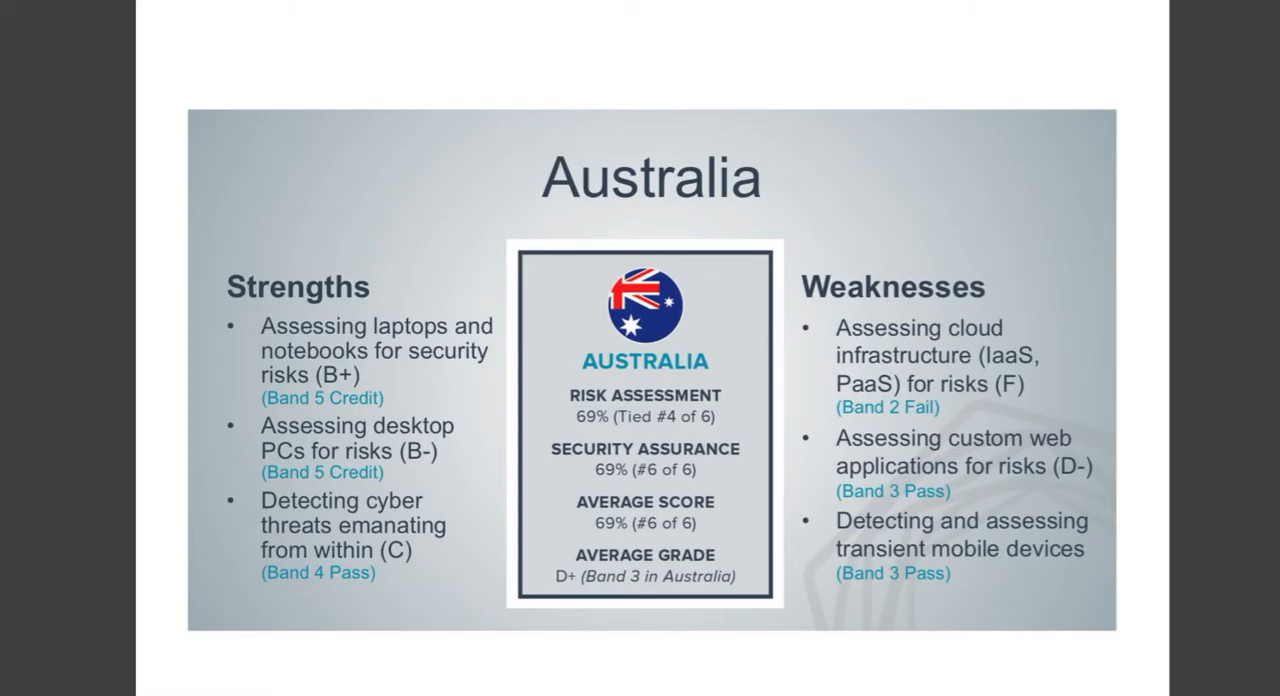 Australia
Strengths
• Assessing laptops and
notebooks for security
risks (B+)
(Band 5 Credit)
• Assessing desktop
PCs for risks (B-)
(Band 5 Credit)
• Detecting cyber
threats emanating
from within (C)
(Band 4 Pass)
AUSTRALIA
RISK ASSESSMENT
69% (Tied #4 of 6)
SECURITY ASSURANCE
69% (#6 of 6)
AVERAGE SCORE
69% (#6 of 6)
AVERAGE GRADE
D+ (Band 3 in Australia)
Weaknesses
• Assessing cloud
infrastructure (IaaS,
PaaS) for risks (F)
(Band 2 Fail)
• Assessing custom web
applications for risks (D-)
(Band 3 Pass)
• Detecting and assessing
transient mobile devices
(Band 3 Pass)